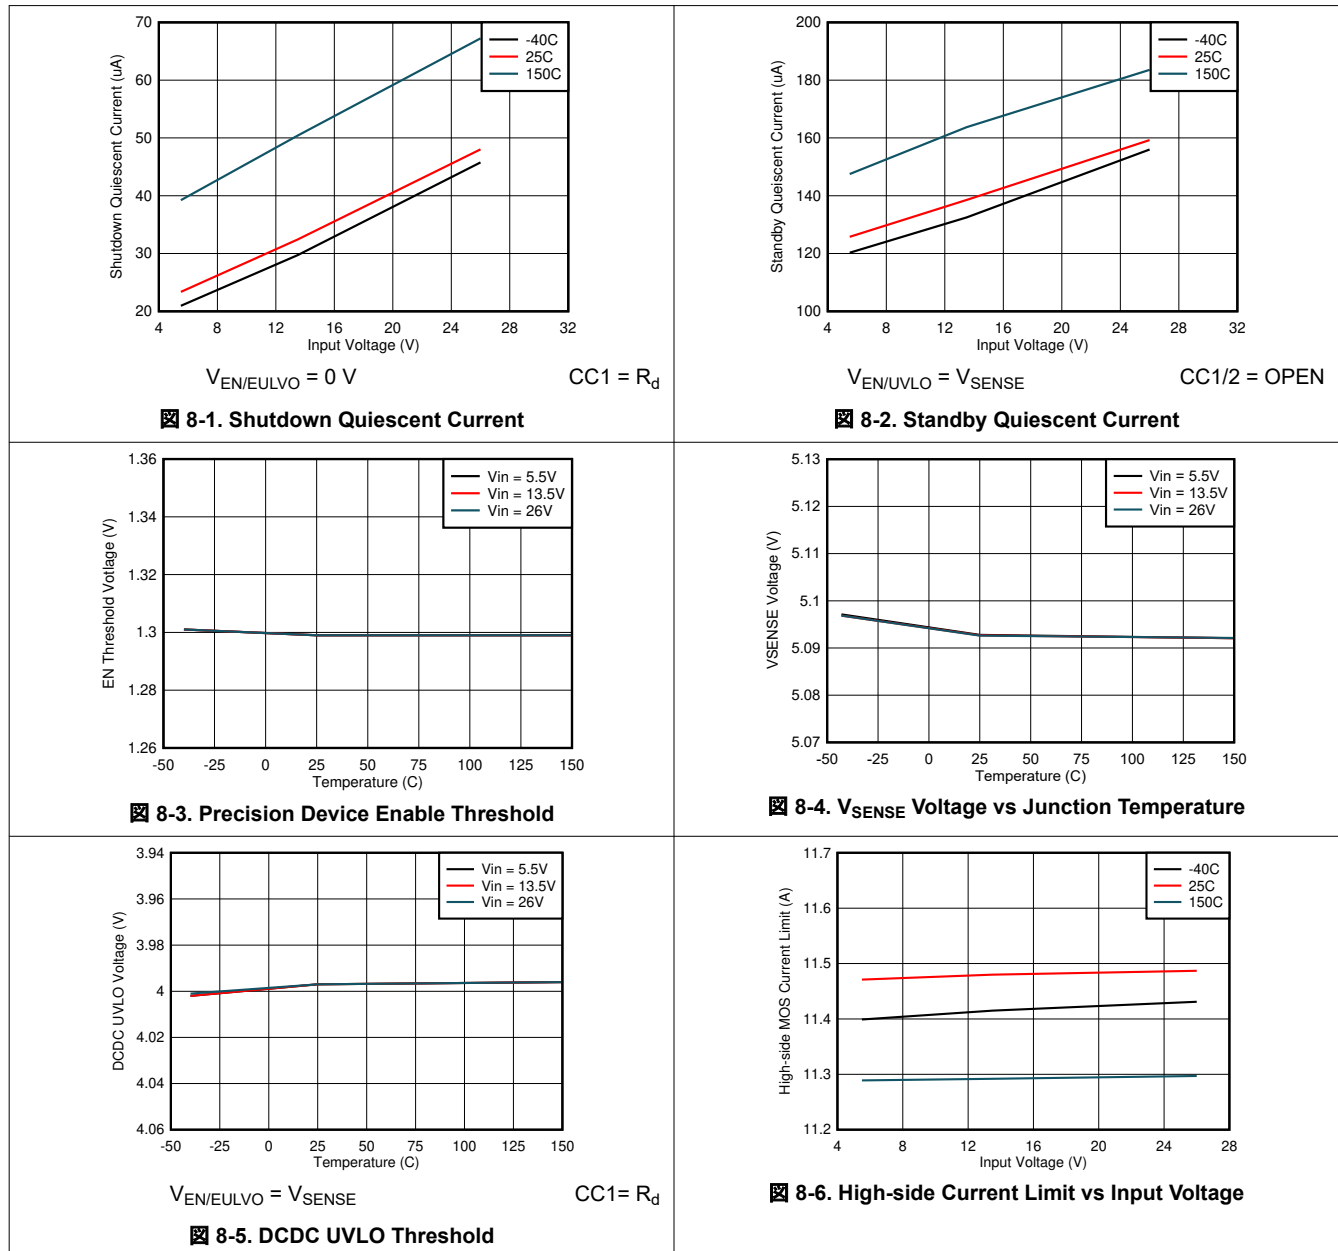 70
60
50
40
30
20
Shutdown Quiescent Current (uA)
-40C
25C
150C
4 8 12 16 20 24 28 32
Input Voltage (V)
VEN/EULVO = 0 V CC1 = Rd
図 8-1. Shutdown Quiescent Current
200
180
160
140
120
100
Standby Queiscent Current (uA)
-40C
25C
150C
4 8 12 16 20 24 28 32
Input Voltage (V)
VEN/UVLO = VSENSE CC1/2 = OPEN
図 8-2. Standby Quiescent Current
1.36
1.34
1.32
1.3
1.28
1.26
EN Threshold Votlage (V)
Vin = 5.5V
Vin = 13.5V
Vin = 26V
-50 -25 0 25 50 75 100 125 150
Temperature (C)
図 8-3. Precision Device Enable Threshold
5.13
5.12
5.11
5.1
5.09
5.08
5.07
VSENSE Voltage (V)
Vin = 5.5V
Vin = 13.5V
Vin = 26V
-50 -25 0 25 50 75 100 125 150
Temperature (C)
図 8-4. VSENSE Voltage vs Junction Temperature
3.94
3.96
3.98
4
4.02
4.04
4.06
DCDC UVLO Voltage (V)
Vin = 5.5V
Vin = 13.5V
Vin = 26V
-50 -25 0 25 50 75 100 125 150
Temperature (C)
VEN/EULVO = VSENSE CC1= Rd
図 8-5. DCDC UVLO Threshold
11.7
11.6
11.5
11.4
11.3
11.2
High-side MOS Current Limit (A)
-40C
25C
150C
4 8 12 16 20 24 28
Input Voltage (V)
図 8-6. High-side Current Limit vs Input Voltage